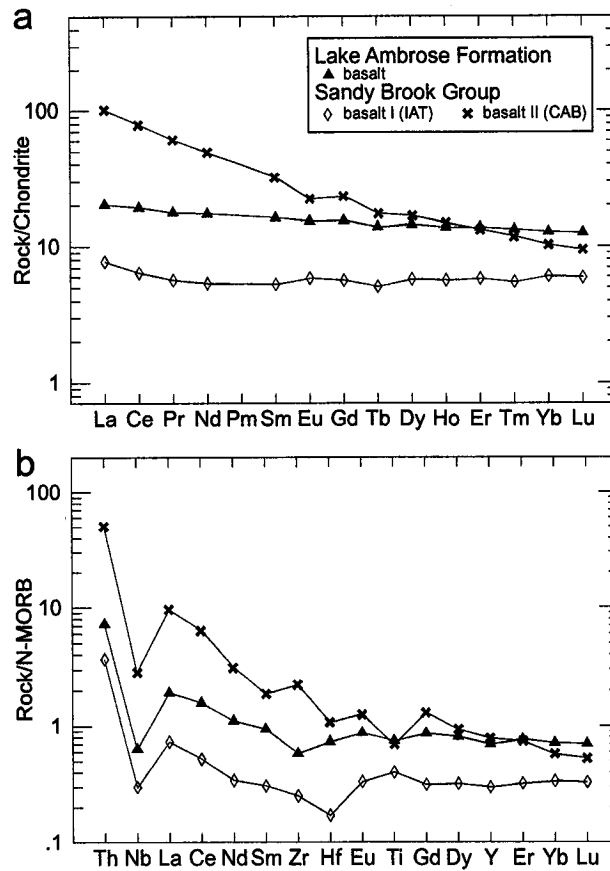 a
Lake Ambrose Formation
▲ basalt
Sandy Brook Group
◊ basalt I (IAT) ✖ basalt II (CAB)
Rock/Chondrite
100
10
1
La Ce Pr Nd Pm Sm Eu Gd Tb Dy Ho Er Tm Yb Lu
b
Rock/N-MORB
100
10
1
.1
Th Nb La Ce Nd Sm Zr Hf Eu Ti Gd Dy Y Er Yb Lu